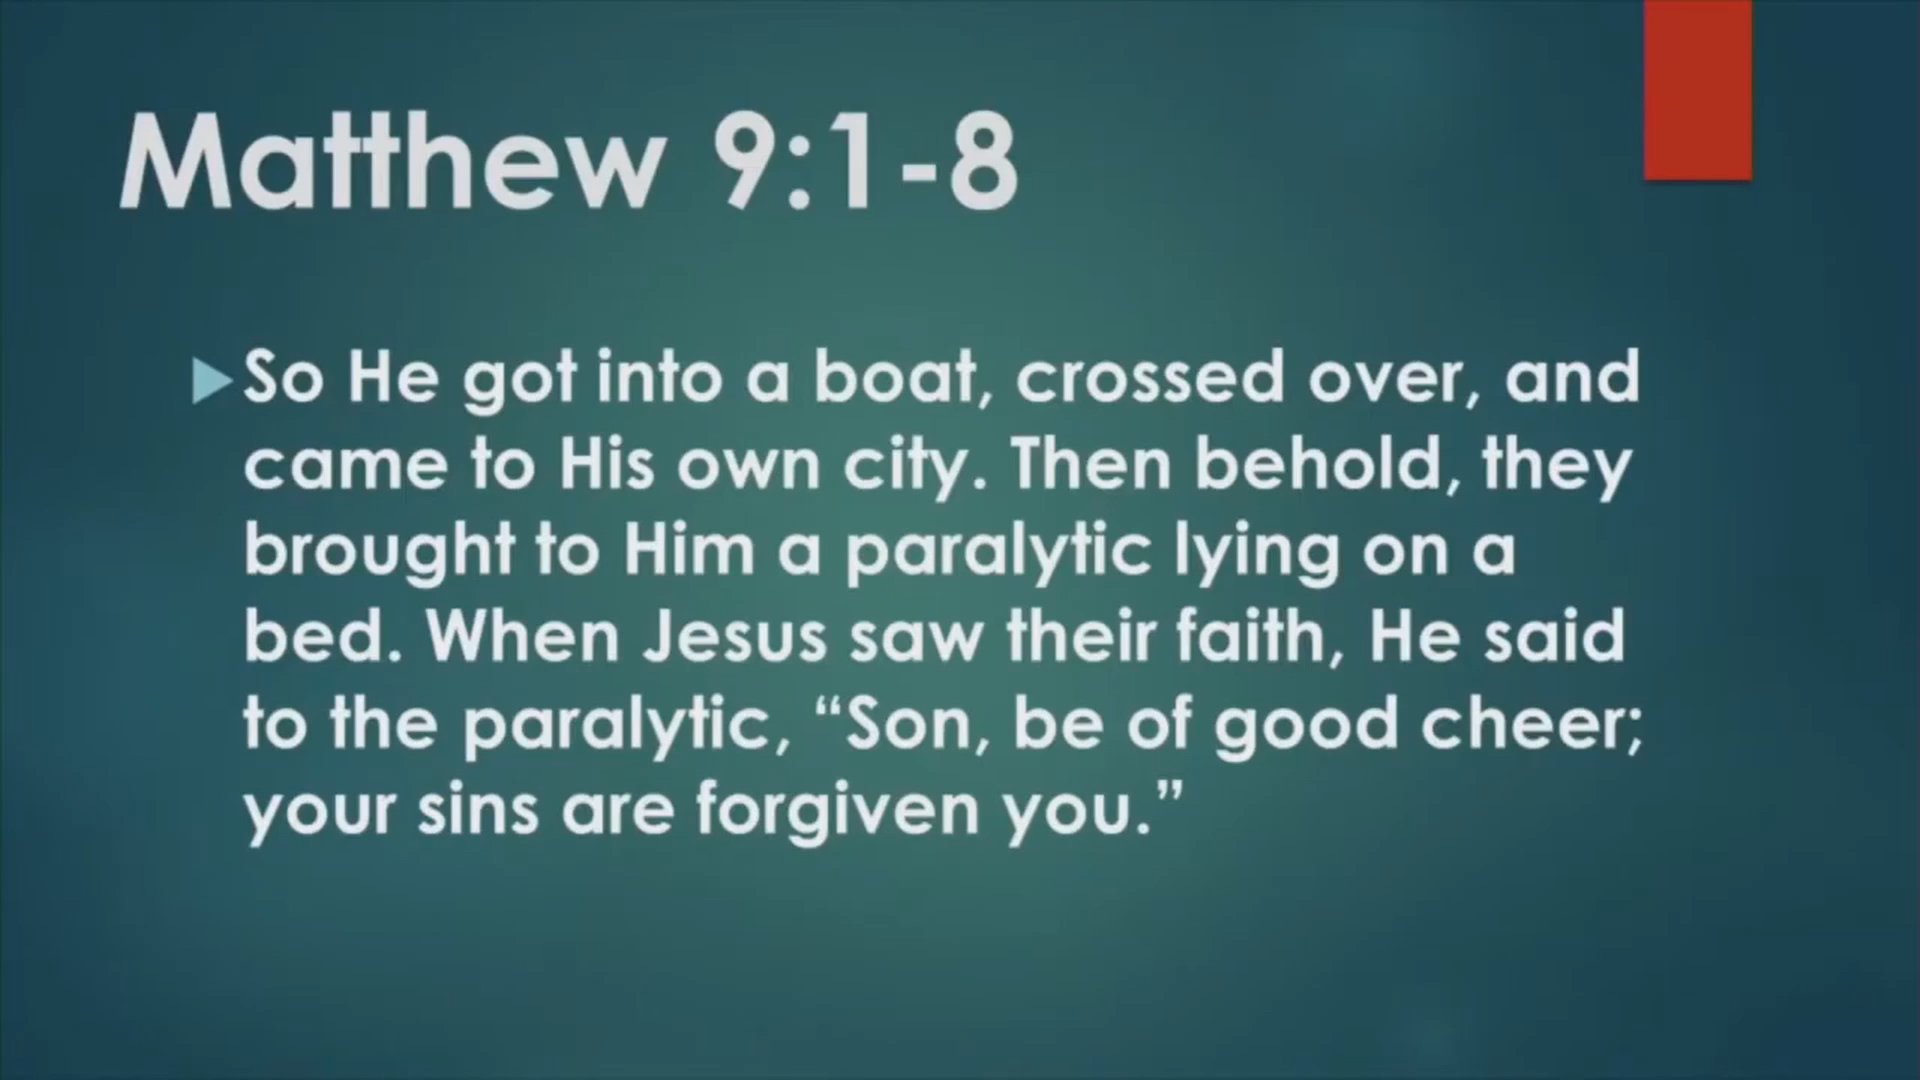 Matthew 9:1-8
So He got into a boat, crossed over, and
came to His own city. Then behold, they
brought to Him a paralytic lying on a
bed. When Jesus saw their faith, He said
to the paralytic, “Son, be of good cheer;
your sins are forgiven you.”